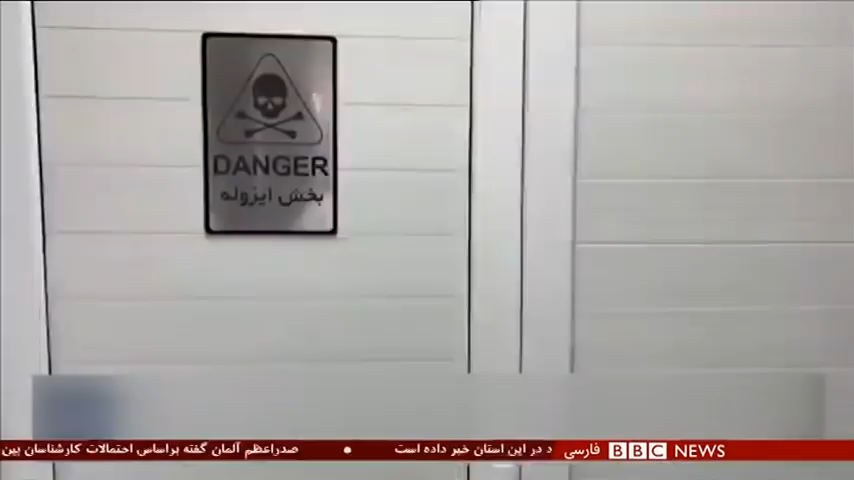 DANGER
بخش ایزوله
صدراعظم آلمان گفته براساس احتمالات کارشناسان بین
د در این استان خبر داده است
BBC NEWS فارسی